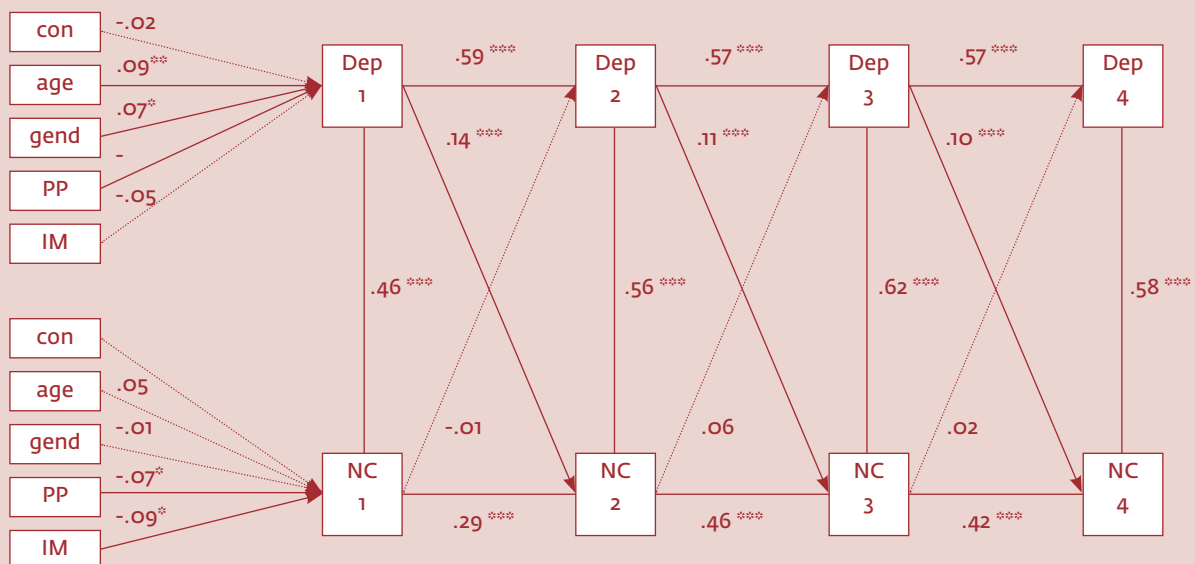 con
-.02
age
.09**
gend
.07*
PP
-
IM
-.05
Dep
1
.59 ***
Dep
2
.57 ***
Dep
3
.57 ***
Dep
4
.14 ***
.11 ***
.10 ***
.46 ***
.56 ***
.62 ***
.58 ***
con
age
.05
gend
-.01
PP
-.07*
IM
-.09*
-.01
.06
.02
NC
1
.29 ***
NC
2
.46 ***
NC
3
.42 ***
NC
4